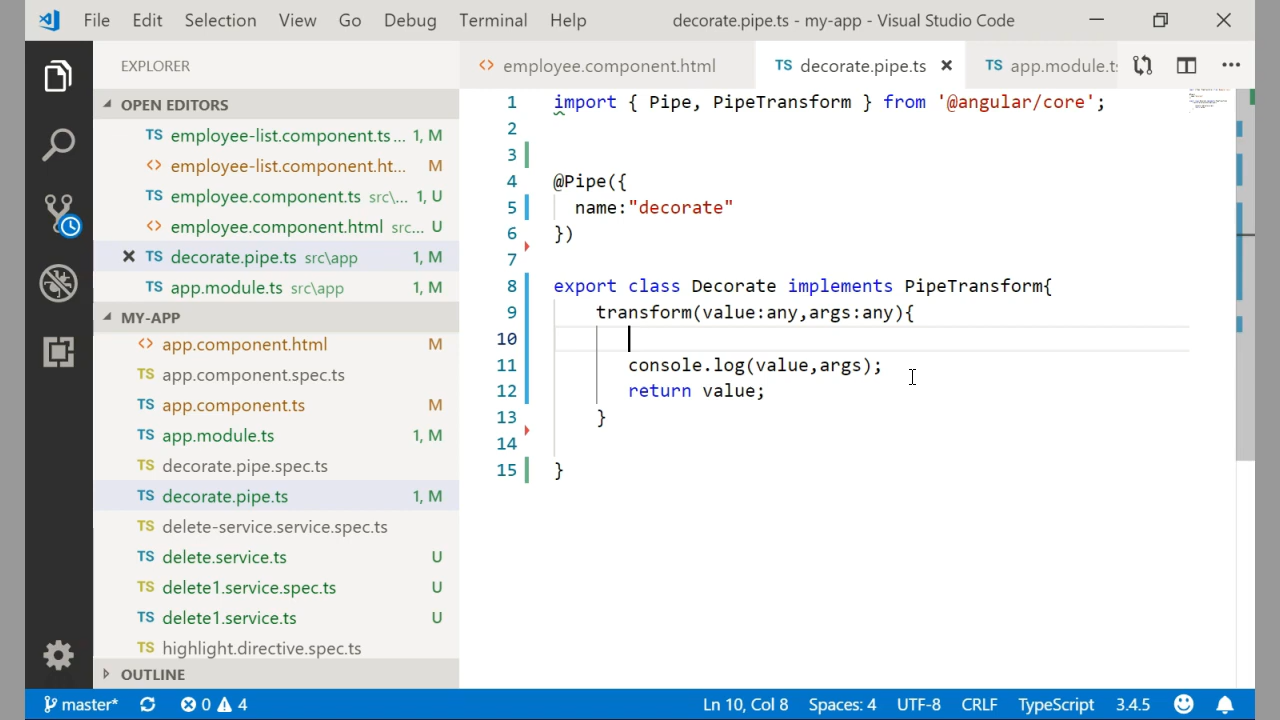 File Edit Selection View Go Debug Terminal Help decorate.pipe.ts - my-app - Visual Studio Code
EXPLORER
employee.component.html
TS decorate.pipe.ts
TS app.module.ts
OPEN EDITORS
TS employee-list.component.ts... 1, M
employee-list.component.ht... M
TS employee.component.ts src\... 1, U
employee.component.html src... U
TS decorate.pipe.ts src\app 1, M
TS app.module.ts src\app 1, M
MY-APP
app.component.html M
TS app.component.spec.ts
TS app.component.ts M
TS app.module.ts 1, M
TS decorate.pipe.spec.ts
TS decorate.pipe.ts 1, M
TS delete-service.service.spec.ts
TS delete.service.ts U
TS delete1.service.spec.ts U
TS delete1.service.ts U
TS highlight.directive.spec.ts
OUTLINE
1 import { Pipe, PipeTransform } from '@angular/core';
2
3
4 @Pipe({
5 name:"decorate"
6 })
7
8 export class Decorate implements PipeTransform{
9 transform(value:any,args:any){
10
11 console.log(value,args);
12 return value;
13 }
14
15 }
master* 0 4 Ln 10, Col 8 Spaces: 4 UTF-8 CRLF TypeScript 3.4.5